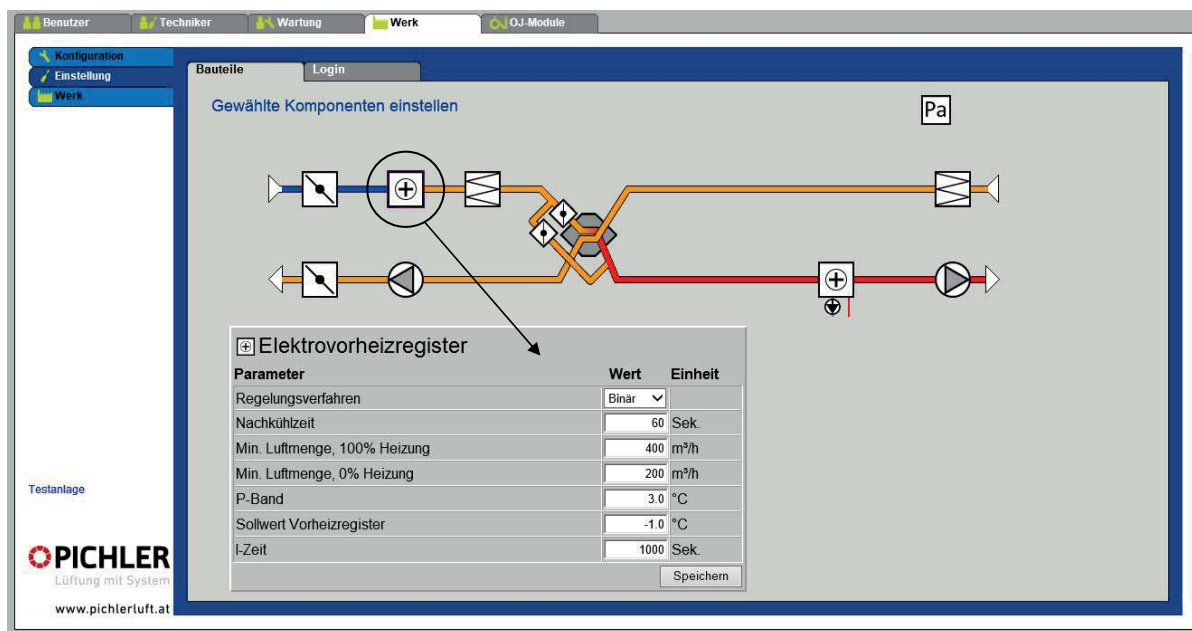 Benutzer
Techniker
Wartung
Werk
OJ-Module
Konfiguration
Einstellung
Werk
Bauteile
Login
Gewählte Komponenten einstellen
Pa
Elektrovorheizregister
Parameter Wert Einheit
Regelungsverfahren Binär
Nachkühlzeit 60 Sek.
Min. Luftmenge, 100% Heizung 400 m³/h
Min. Luftmenge, 0% Heizung 200 m³/h
P-Band 3.0 °C
Sollwert Vorheizregister -1.0 °C
I-Zeit 1000 Sek.
Speichern
Testanlage
PICHLER
Lüftung mit System
www.pichlerluft.at